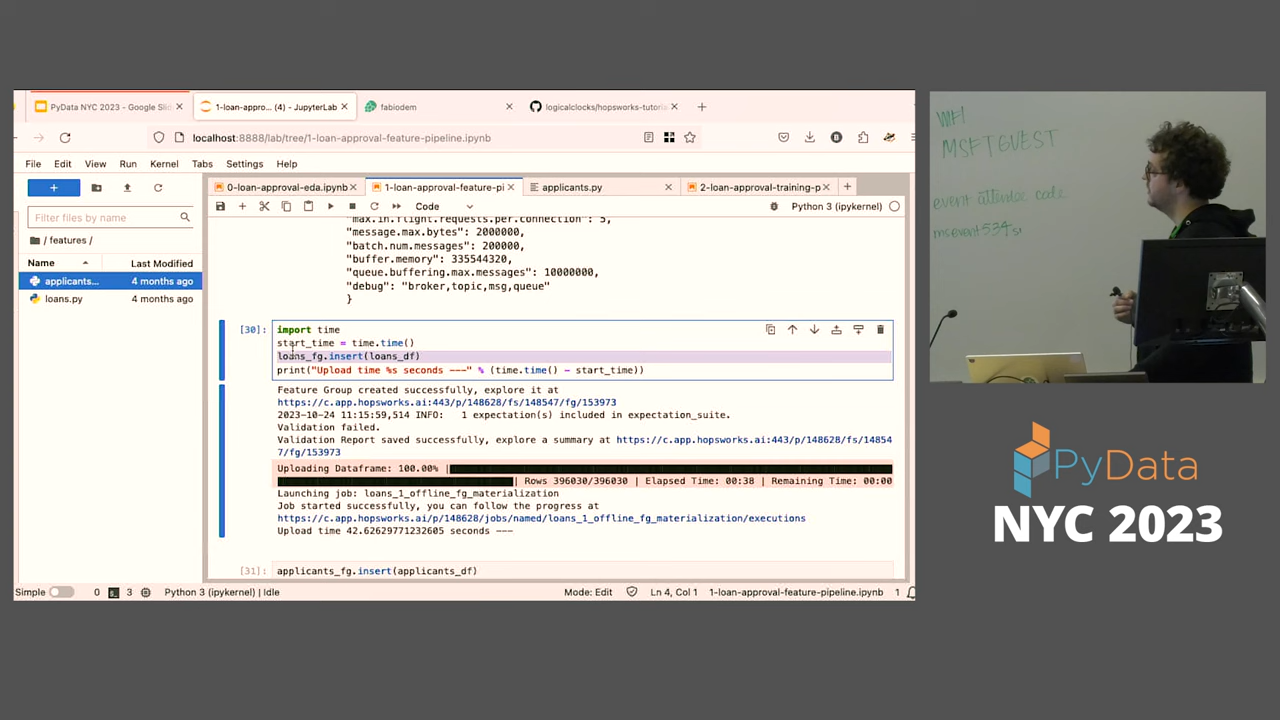 PyData NYC 2023 - Google Slid
1-loan-appro... (4) - JupyterLab
fabiodem
logicalclocks/hopsworks-tutoria
localhost:8888/lab/tree/1-loan-approval-feature-pipeline.ipynb
File Edit View Run Kernel Tabs Settings Help
Filter files by name
/ features /
Name Last Modified
applicants... 4 months ago
loans.py 4 months ago
0-loan-approval-eda.ipynb
1-loan-approval-feature-pi
applicants.py
2-loan-approval-training-p
Code
Python 3 (ipykernel)
"max.in.flight.requests.per.connection": 5,
"message.max.bytes": 2000000,
"batch.num.messages": 200000,
"buffer.memory": 335544320,
"queue.buffering.max.messages": 10000000,
"debug": "broker,topic,msg,queue"
}
[30]: import time
start_time = time.time()
loans_fg.insert(loans_df)
print("Upload time %s seconds ---" % (time.time() - start_time))
Feature Group created successfully, explore it at
https://c.app.hopsworks.ai:443/p/148628/fs/148547/fg/153973
2023-10-24 11:15:59,514 INFO: 1 expectation(s) included in expectation_suite.
Validation failed.
Validation Report saved successfully, explore a summary at https://c.app.hopsworks.ai:443/p/148628/fs/14854
7/fg/153973
Uploading Dataframe: 100.00% |
| Rows 396030/396030 | Elapsed Time: 00:38 | Remaining Time: 00:00
Launching job: loans_1_offline_fg_materialization
Job started successfully, you can follow the progress at
https://c.app.hopsworks.ai/p/148628/jobs/named/loans_1_offline_fg_materialization/executions
Upload time 42.62629771232605 seconds ---
[31]: applicants_fg.insert(applicants_df)
Simple 0 3 Python 3 (ipykernel) | Idle Mode: Edit Ln 4, Col 1 1-loan-approval-feature-pipeline.ipynb 1
MSFTGUEST
event attendee code
PyData
NYC 2023